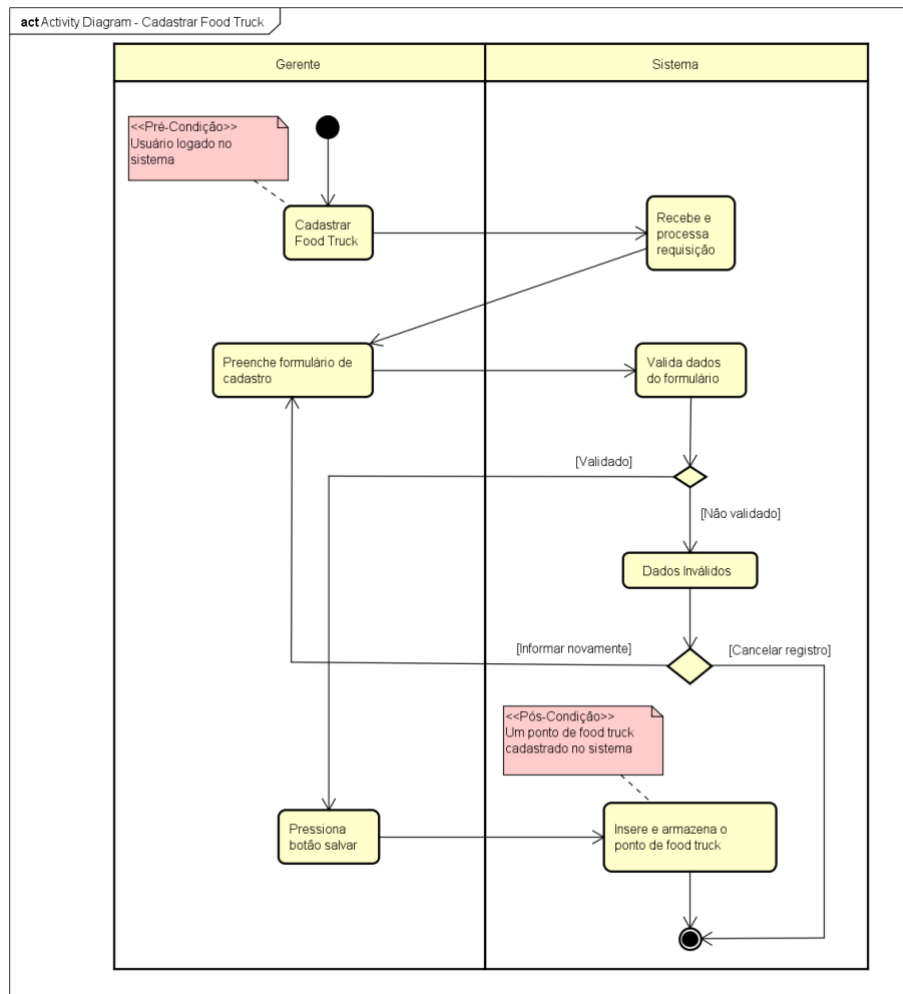 act Activity Diagram - Cadastrar Food Truck
Gerente
Sistema
<<Pré-Condição>>
Usuário logado no
sistema
Cadastrar
Food Truck
Recebe e
processa
requisição
Preenche formulário de
cadastro
Valida dados
do formulário
[Validado]
[Não validado]
Dados Inválidos
[Informar novamente]
[Cancelar registro]
<<Pós-Condição>>
Um ponto de food truck
cadastrado no sistema
Pressiona
botão salvar
Insere e armazena o
ponto de food truck